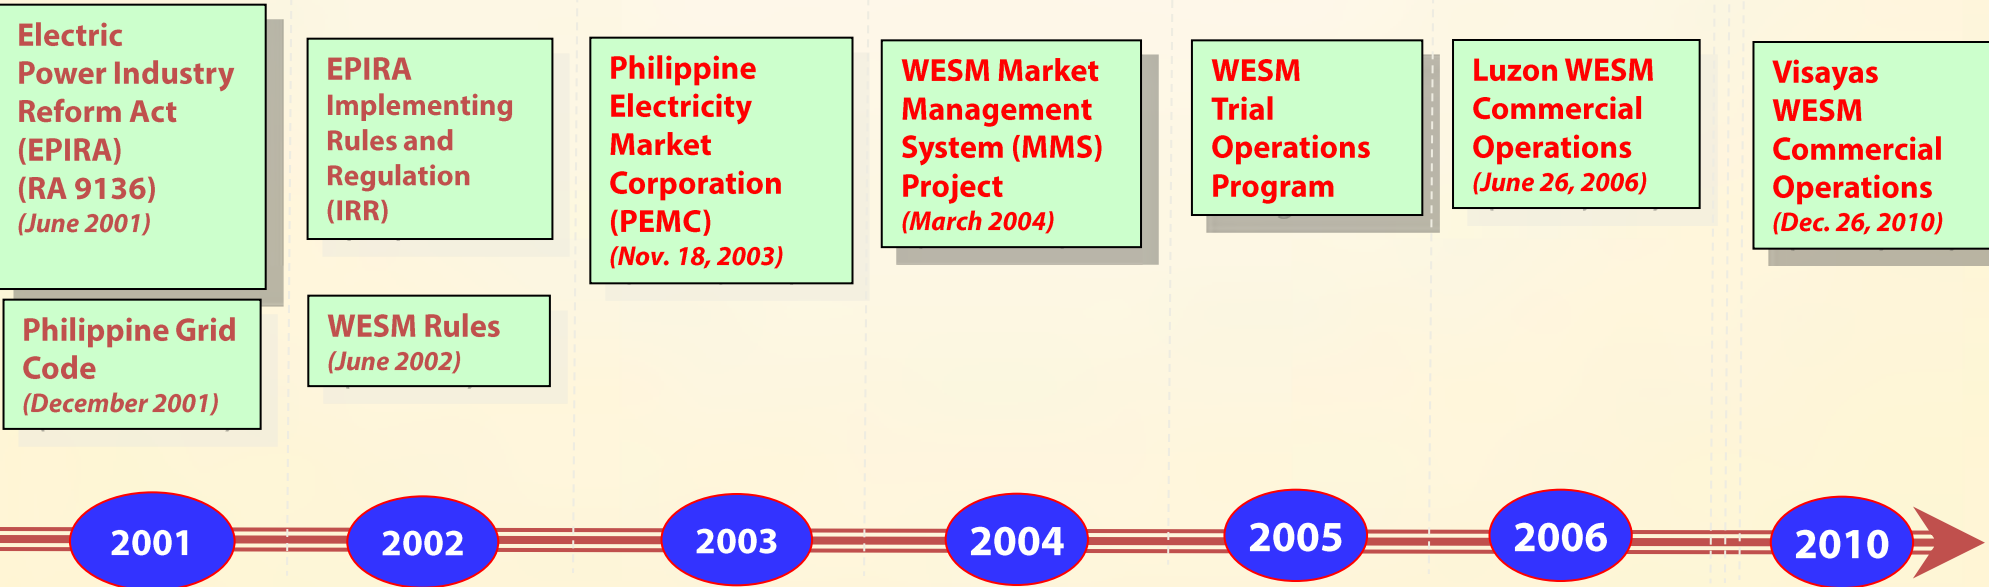 Electric
Power Industry
Reform Act
(EPIRA)
(RA 9136)
(June 2001)
Philippine Grid
Code
(December 2001)
EPIRA
Implementing
Rules and
Regulation
(IRR)
WESM Rules
(June 2002)
Philippine
Electricity
Market
Corporation
(PEMC)
(Nov. 18, 2003)
WESM Market
Management
System (MMS)
Project
(March 2004)
WESM
Trial
Operations
Program
Luzon WESM
Commercial
Operations
(June 26, 2006)
Visayas
WESM
Commercial
Operations
(Dec. 26, 2010)
2001
2002
2003
2004
2005
2006
2010